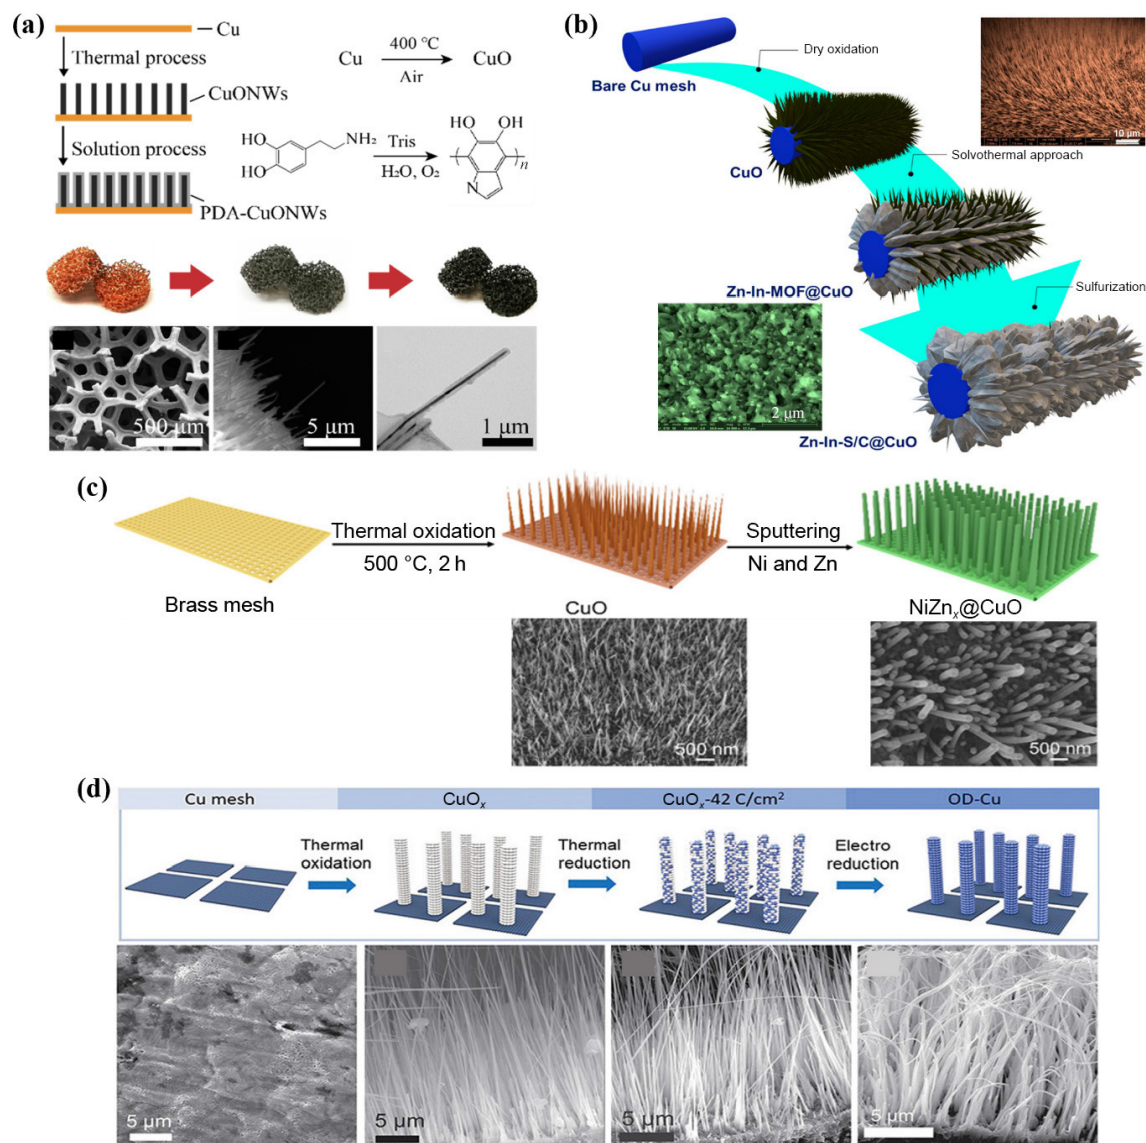 (a)
Cu
Thermal process
Cu 400 °C CuO
Air
CuONWs
Solution process
HO
HO
NH₂
Tris
H₂O, O₂
HO OH
N
n
PDA-CuONWs
500 μm
5 μm
1 μm
(b)
Dry oxidation
Bare Cu mesh
10 μm
Solvothermal approach
CuO
Zn-In-MOF@CuO
Sulfurization
2 μm
Zn-In-S/C@CuO
(c)
Thermal oxidation
500 °C, 2 h
Sputtering
Ni and Zn
Brass mesh
CuO
NiZnₓ@CuO
500 nm
500 nm
(d)
Cu mesh
CuOₓ
CuOₓ-42 C/cm²
OD-Cu
Thermal
oxidation
Thermal
reduction
Electro
reduction
5 μm
5 μm
5 μm
5 μm